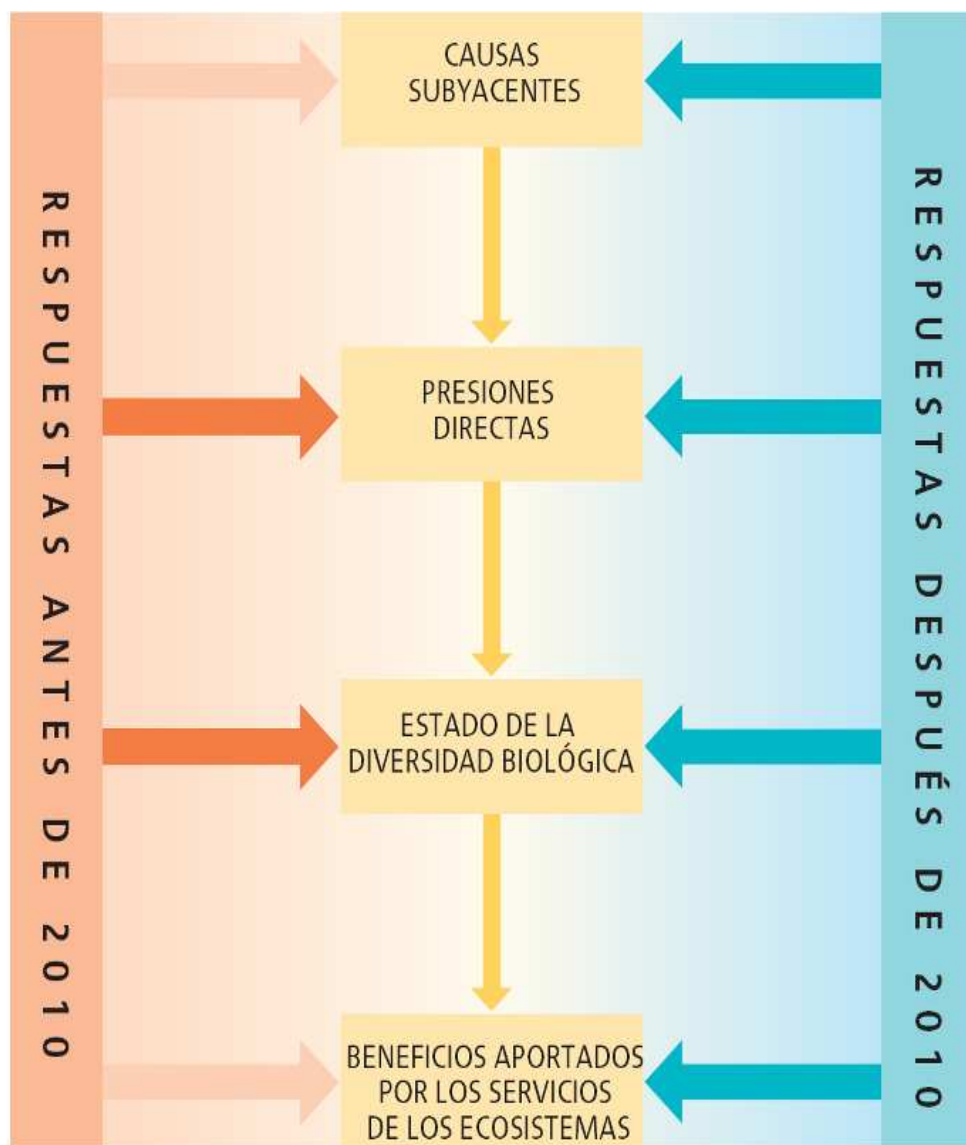 CAUSAS
SUBYACENTES
RESPUESTAS ANTES DE 2010
RESPUESTAS DESPUÉS DE 2010
PRESIONES
DIRECTAS
ESTADO DE LA
DIVERSIDAD BIOLÓGICA
BENEFICIOS APORTADOS
POR LOS SERVICIOS
DE LOS ECOSISTEMAS